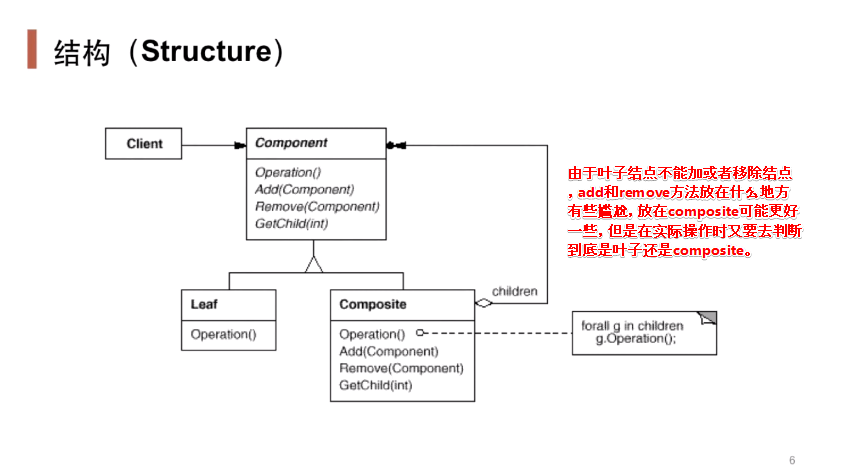 结构（Structure）
Client
Component
Operation()
Add(Component)
Remove(Component)
GetChild(int)
由于叶子结点不能加或者移除结点
，add和remove方法放在什么地方
有些尴尬，放在composite可能更好
一些，但是在实际操作时又要去判断
到底是叶子还是composite。
children
Leaf
Operation()
Composite
Operation()
Add(Component)
Remove(Component)
GetChild(int)
forall g in children
g.Operation();
6